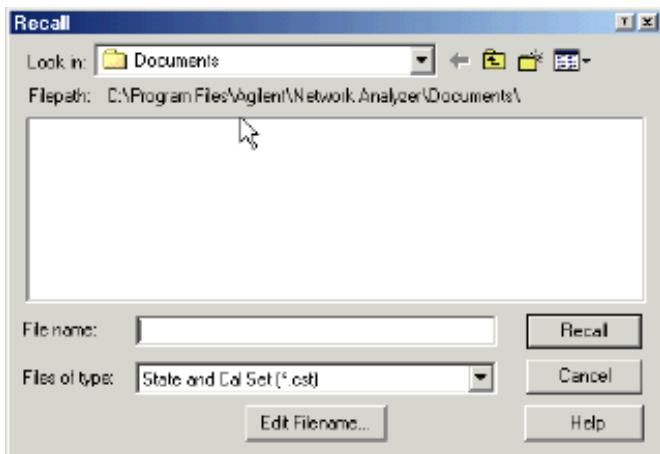 Recall
Look in: Documents
Filepath: C:\Program Files\Agilent\Network Analyzer\Documents\
File name:
Recall
Files of type: State and Cal Set (*.cst)
Cancel
Edit Filename...
Help